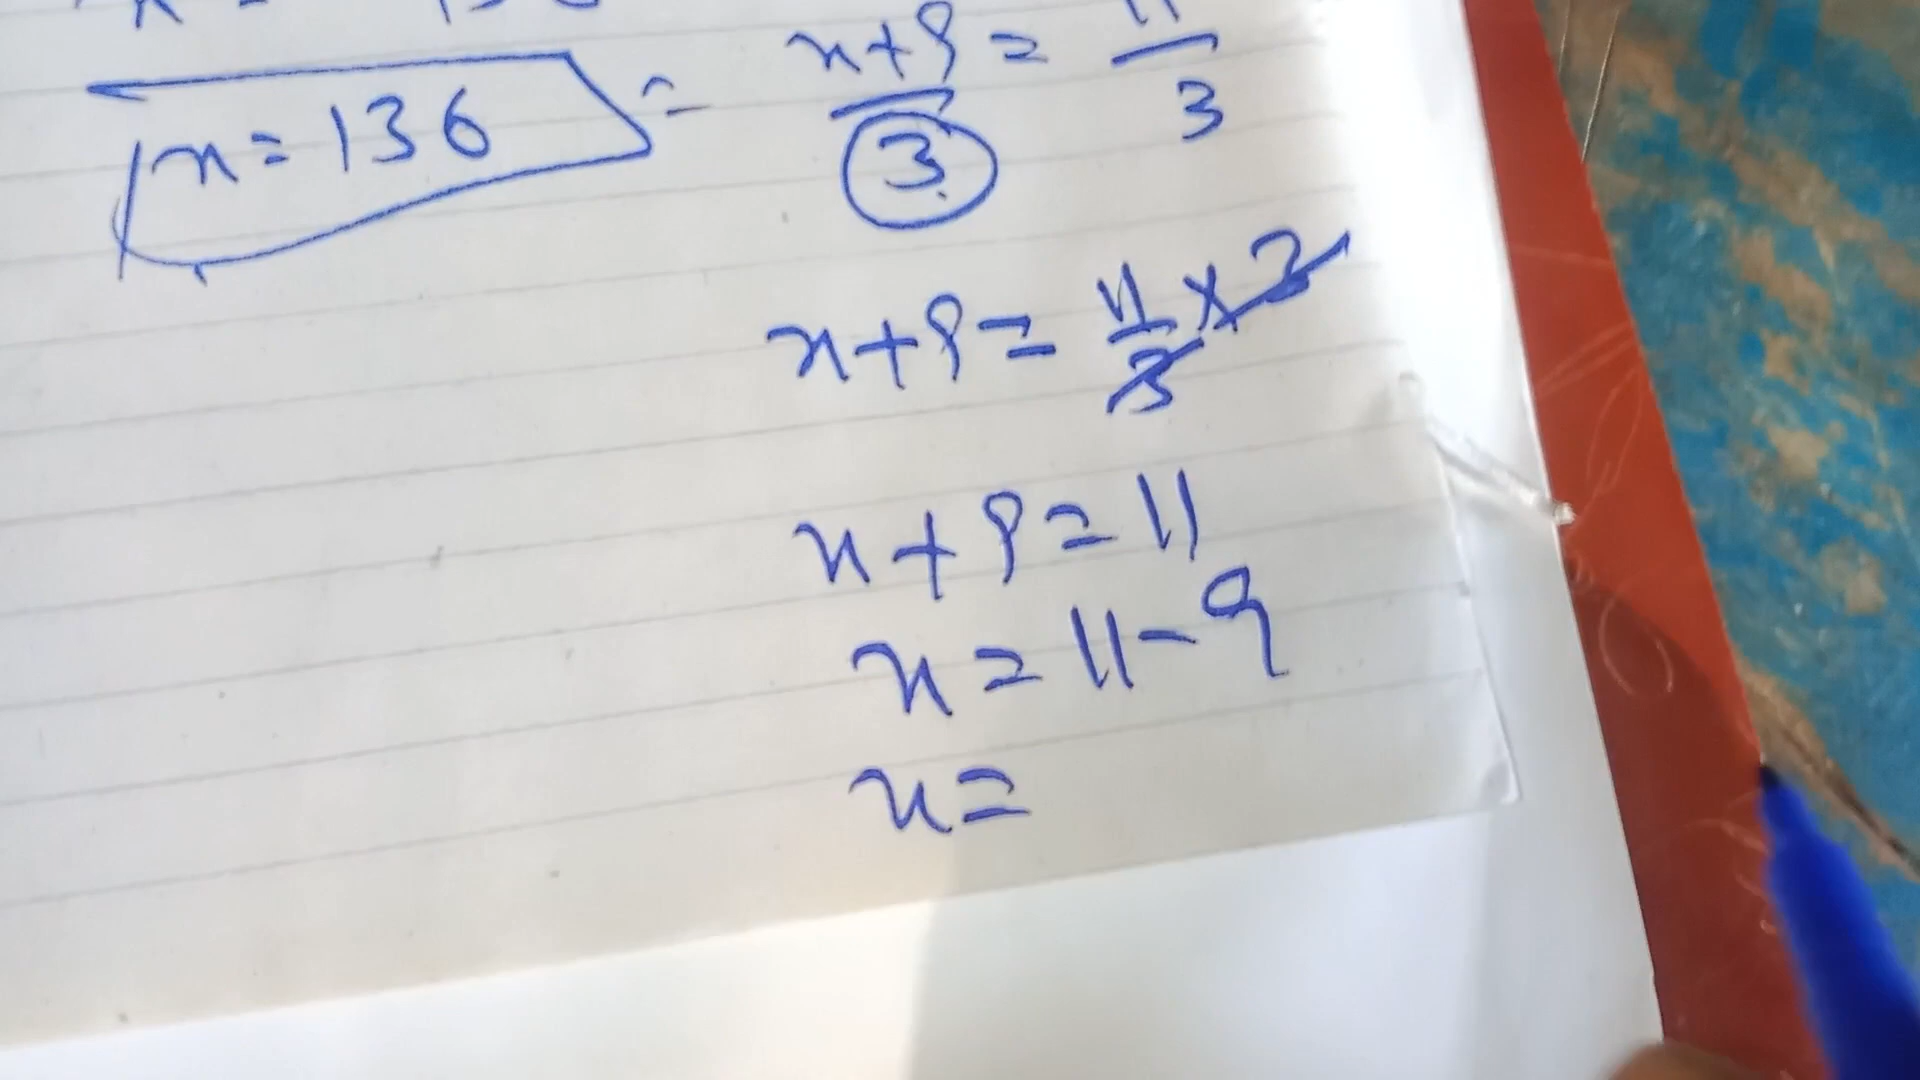 x = 136
= x+9/3 = 11/3
x+9 = 11/3 × 3
x + 9 = 11
x = 11 - 9
x =